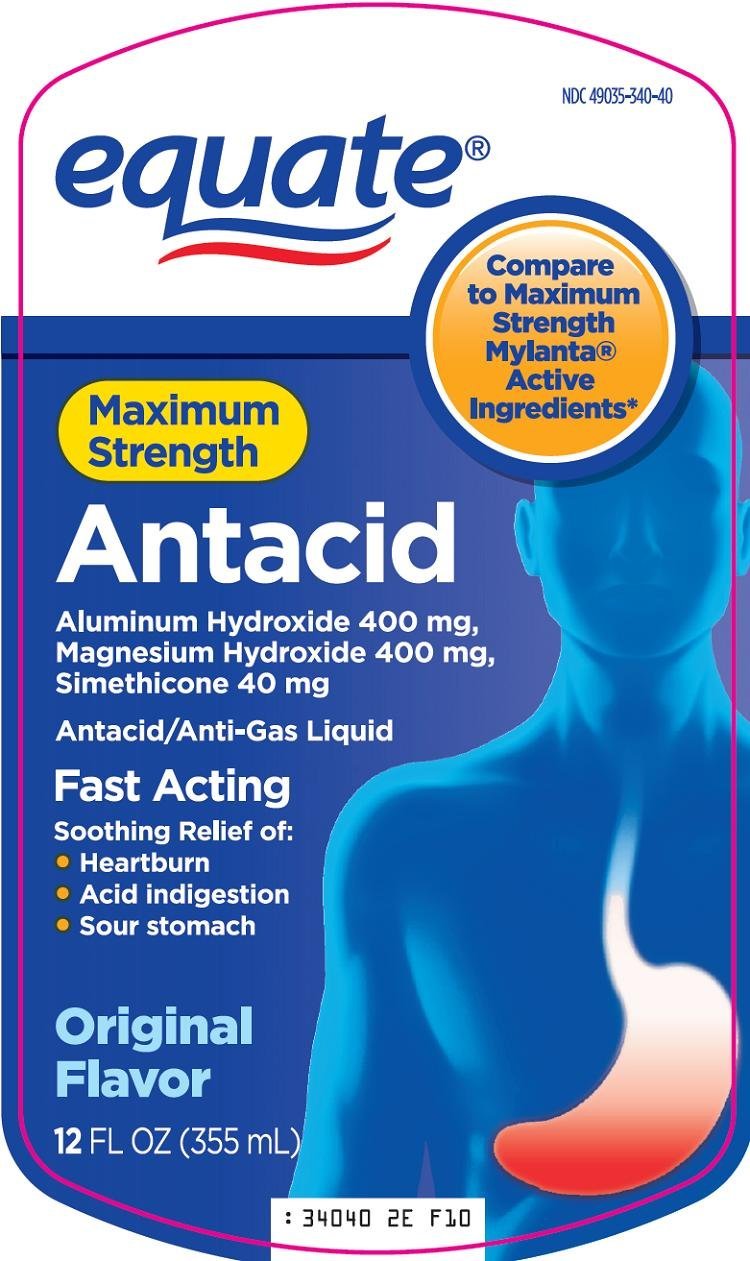 NDC 49035-340-40
equate®
Compare
to Maximum
Strength
Mylanta®
Active
Ingredients*
Maximum
Strength
Antacid
Aluminum Hydroxide 400 mg,
Magnesium Hydroxide 400 mg,
Simethicone 40 mg
Antacid/Anti-Gas Liquid
Fast Acting
Soothing Relief of:
• Heartburn
• Acid indigestion
• Sour stomach
Original
Flavor
12 FL OZ (355 mL)
: 34040 2E F10